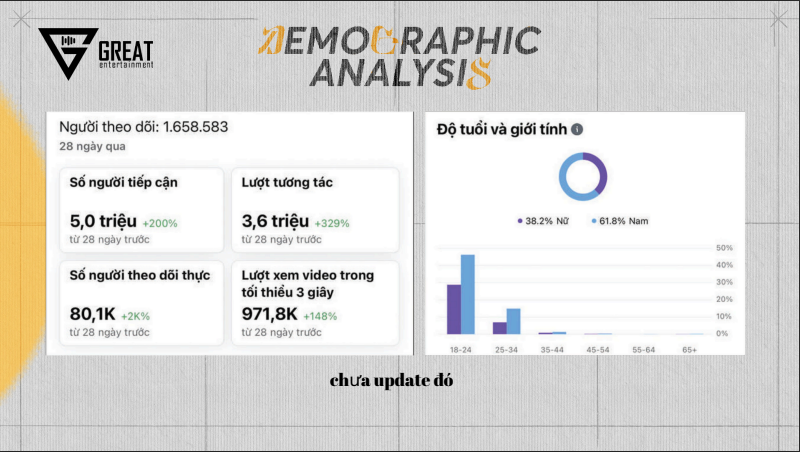 GREAT
entertainment
DEMOGRAPHIC
ANALYSIS
Người theo dõi: 1.658.583
28 ngày qua
Số người tiếp cận
5,0 triệu +200%
từ 28 ngày trước
Lượt tương tác
3,6 triệu +329%
từ 28 ngày trước
Số người theo dõi thực
80,1K +2K%
từ 28 ngày trước
Lượt xem video trong
tối thiểu 3 giây
971,8K +148%
từ 28 ngày trước
Độ tuổi và giới tính
38.2% Nữ 61.8% Nam
50%
40%
30%
20%
10%
0%
18-24 25-34 35-44 45-54 55-64 65+
chưa update đó